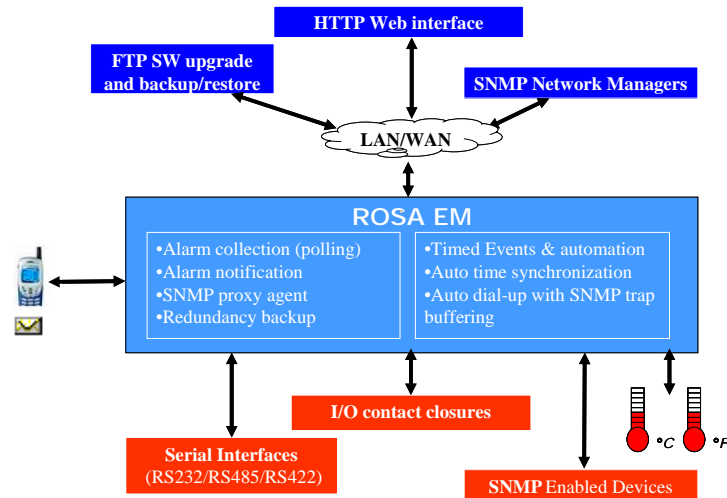 HTTP Web interface
FTP SW upgrade
and backup/restore
SNMP Network Managers
LAN/WAN
ROSA EM
•Alarm collection (polling)
•Alarm notification
•SNMP proxy agent
•Redundancy backup
•Timed Events & automation
•Auto time synchronization
•Auto dial-up with SNMP trap
buffering
I/O contact closures
°C
°F
Serial Interfaces
(RS232/RS485/RS422)
SNMP Enabled Devices